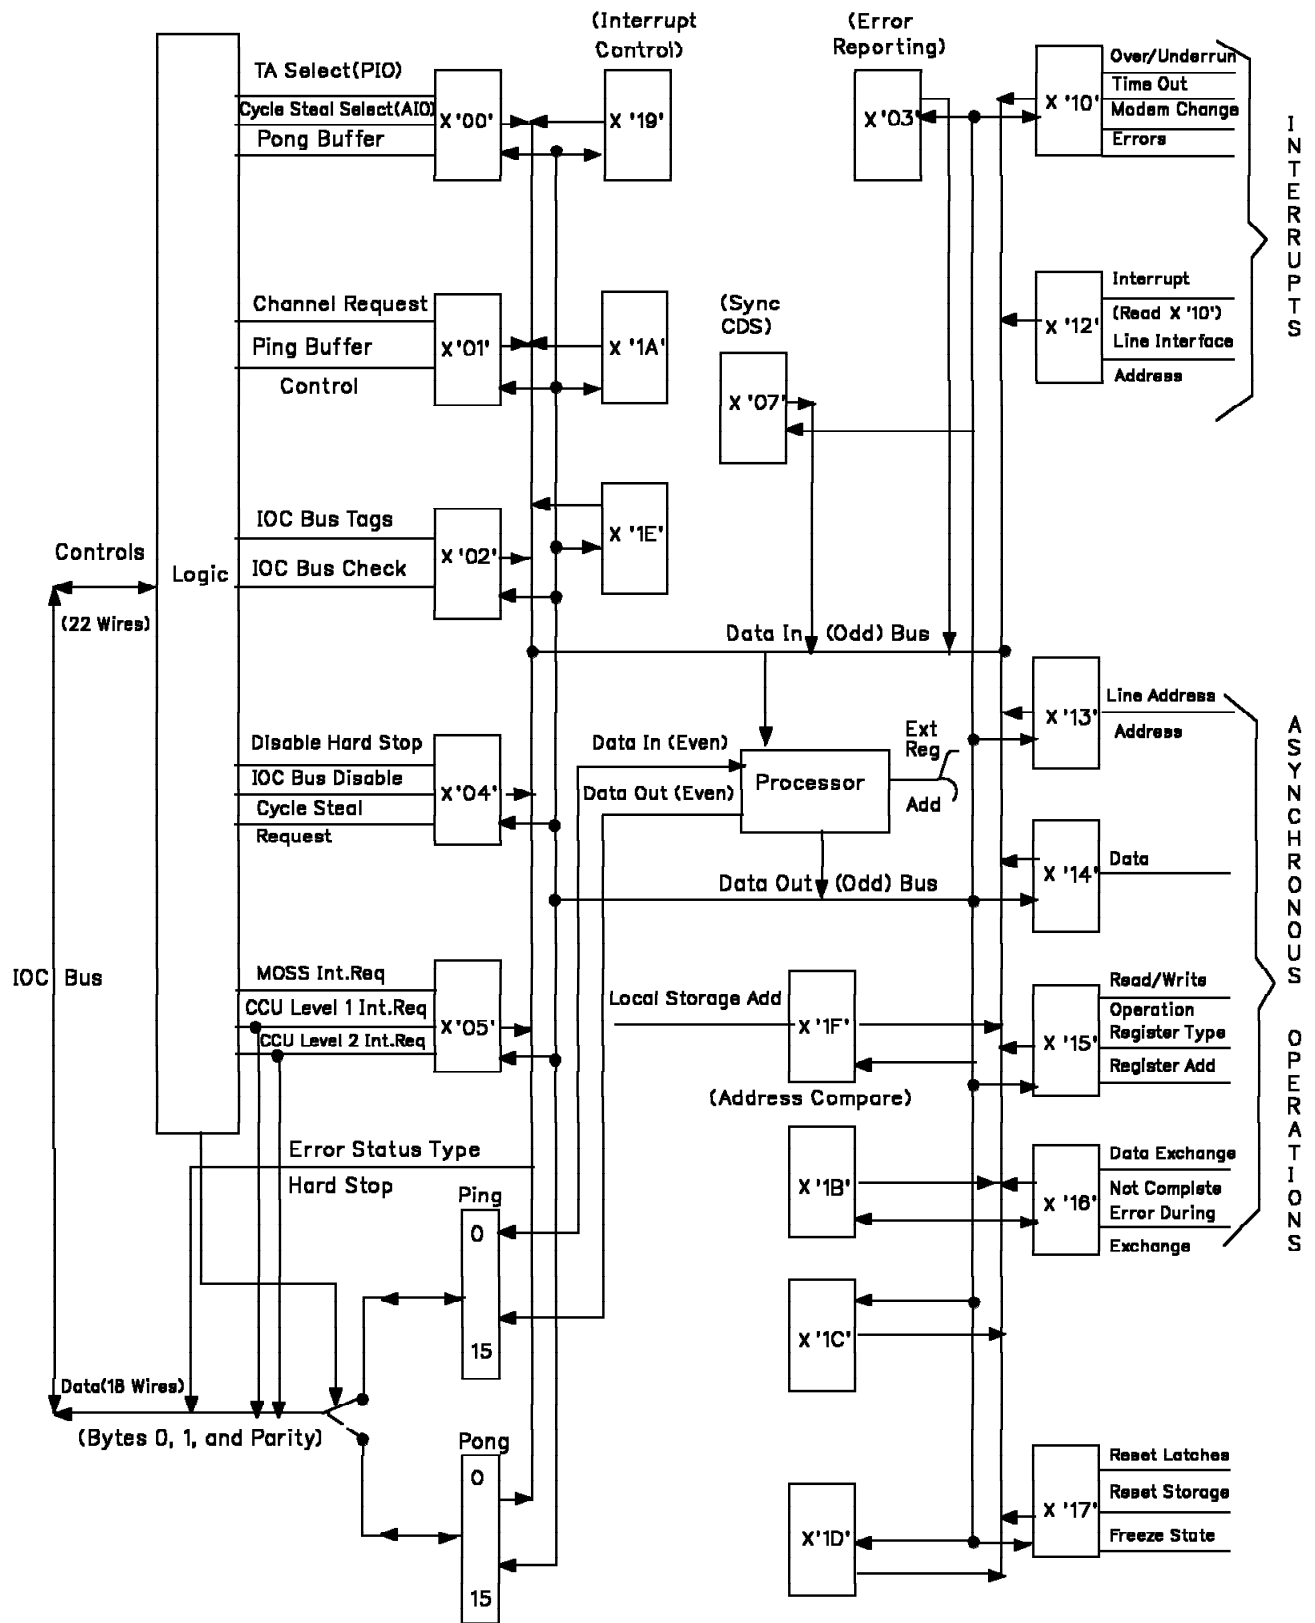 (Interrupt
Control)
(Error
Reporting)
TA Select(PIO)
Cycle Steal Select(AIO)
Pong Buffer
X '00'
X '19'
X '03'
X '10'
Over/Underrun
Time Out
Modem Change
Errors
INTERRUPTS
Channel Request
Ping Buffer
Control
X '01'
X '1A'
(Sync
CDS)
X '07'
X '12'
Interrupt
(Read X '10')
Line Interface
Address
IOC Bus Tags
IOC Bus Check
X '02'
X '1E'
Controls
(22 Wires)
Logic
Data In (Odd) Bus
X '13'
Line Address
Address
Disable Hard Stop
IOC Bus Disable
Cycle Steal
Request
X '04'
Data In (Even)
Data Out (Even)
Processor
Ext
Reg
Add
Data Out (Odd) Bus
X '14'
Data
ASYNCHRONOUS OPERATIONS
IOC Bus
MOSS Int.Req
CCU Level 1 Int.Req
CCU Level 2 Int.Req
X '05'
Local Storage Add
X '1F'
(Address Compare)
X '15'
Read/Write
Operation
Register Type
Register Add
Error Status Type
Hard Stop
X '1B'
X '16'
Data Exchange
Not Complete
Error During
Exchange
Ping
0
15
X '1C'
Data(18 Wires)
(Bytes 0, 1, and Parity)
Pong
0
15
X '1D'
X '17'
Reset Latches
Reset Storage
Freeze State